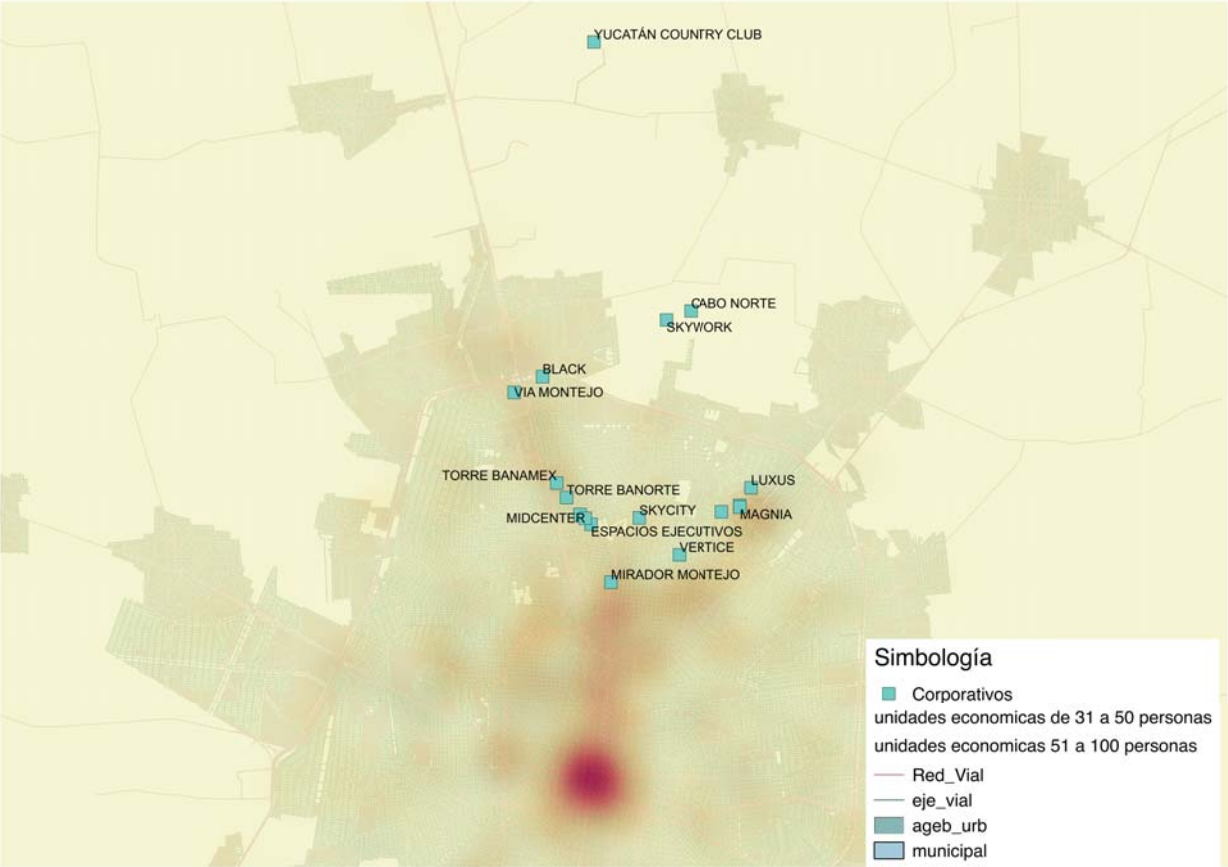 YUCATÁN COUNTRY CLUB
CABO NORTE
SKYWORK
BLACK
VIA MONTEJO
TORRE BANAMEX
LUXUS
TORRE BANORTE
SKYCITY
MAGNIA
MIDCENTER
ESPACIOS EJECUTIVOS
VERTICE
MIRADOR MONTEJO
Simbología
Corporativos
unidades economicas de 31 a 50 personas
unidades economicas 51 a 100 personas
Red_Vial
eje_vial
ageb_urb
municipal